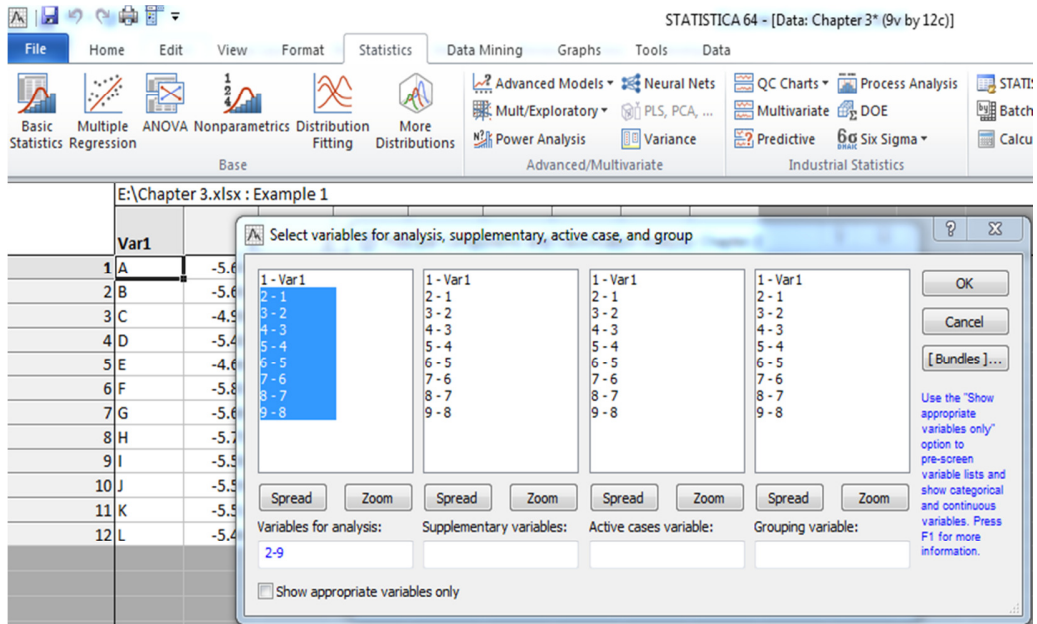 STATISTICA 64 - [Data: Chapter 3* (9v by 12c)]
File Home Edit View Format Statistics Data Mining Graphs Tools Data
Basic Statistics
Multiple Regression
ANOVA
Nonparametrics
Distribution Fitting
More Distributions
Base
Advanced Models
Mult/Exploratory
Power Analysis
Neural Nets
PLS, PCA, ...
Variance
Advanced/Multivariate
QC Charts
Multivariate
Predictive
Process Analysis
DOE
Six Sigma
Industrial Statistics
STATIS
Batch
Calcu
E:\Chapter 3.xlsx : Example 1
Var1
1 A -5.6
2 B -5.6
3 C -4.9
4 D -5.4
5 E -4.6
6 F -5.8
7 G -5.6
8 H -5.7
9 I -5.5
10 J -5.5
11 K -5.5
12 L -5.4
Select variables for analysis, supplementary, active case, and group
1 - Var1
2 - 1
3 - 2
4 - 3
5 - 4
6 - 5
7 - 6
8 - 7
9 - 8
1 - Var1
2 - 1
3 - 2
4 - 3
5 - 4
6 - 5
7 - 6
8 - 7
9 - 8
1 - Var1
2 - 1
3 - 2
4 - 3
5 - 4
6 - 5
7 - 6
8 - 7
9 - 8
1 - Var1
2 - 1
3 - 2
4 - 3
5 - 4
6 - 5
7 - 6
8 - 7
9 - 8
Spread Zoom Spread Zoom Spread Zoom Spread Zoom
Variables for analysis: Supplementary variables: Active cases variable: Grouping variable:
2-9
Show appropriate variables only
OK
Cancel
[ Bundles ]...
Use the "Show
appropriate
variables only"
option to
pre-screen
variable lists and
show categorical
and continuous
variables. Press
F1 for more
information.